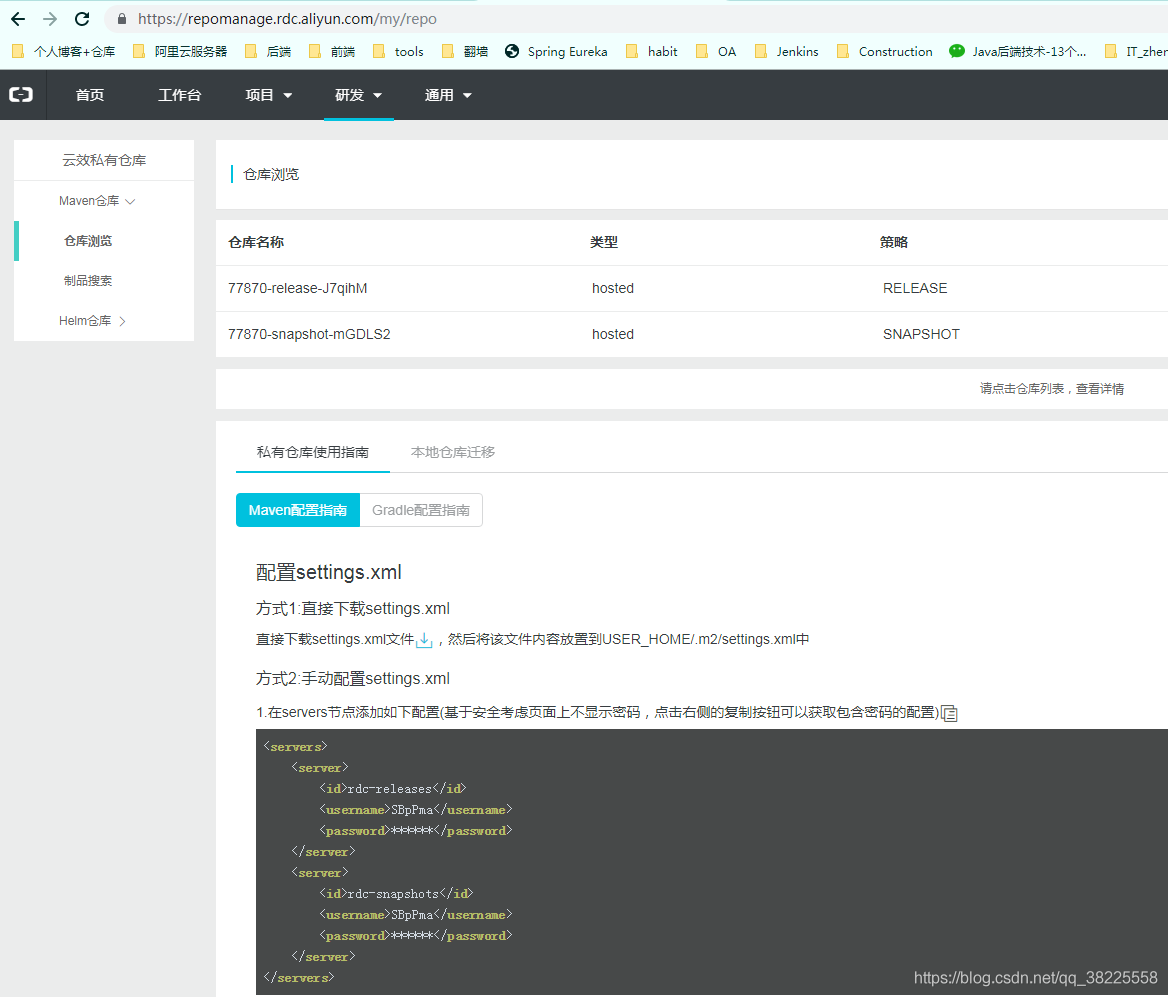 https://repomanage.rdc.aliyun.com/my/repo
个人博客+仓库 阿里云服务器 后端 前端 tools 翻墙 Spring Eureka habit OA Jenkins Construction Java后端技术-13个... IT_zhen
首页 工作台 项目 研发 通用
云效私有仓库
Maven仓库
仓库浏览
制品搜索
Helm仓库
仓库浏览
仓库名称 类型 策略
77870-release-J7qihM hosted RELEASE
77870-snapshot-mGDLS2 hosted SNAPSHOT
请点击仓库列表，查看详情
私有仓库使用指南 本地仓库迁移
Maven配置指南 Gradle配置指南
配置settings.xml
方式1:直接下载settings.xml
直接下载settings.xml文件，然后将该文件内容放置到USER_HOME/.m2/settings.xml中
方式2:手动配置settings.xml
1.在servers节点添加如下配置(基于安全考虑页面上不显示密码，点击右侧的复制按钮可以获取包含密码的配置)
<servers>
<server>
<id>rdc-releases</id>
<username>SBpPma</username>
<password>******</password>
</server>
<server>
<id>rdc-snapshots</id>
<username>SBpPma</username>
<password>******</password>
</server>
</servers>
https://blog.csdn.net/qq_38225558